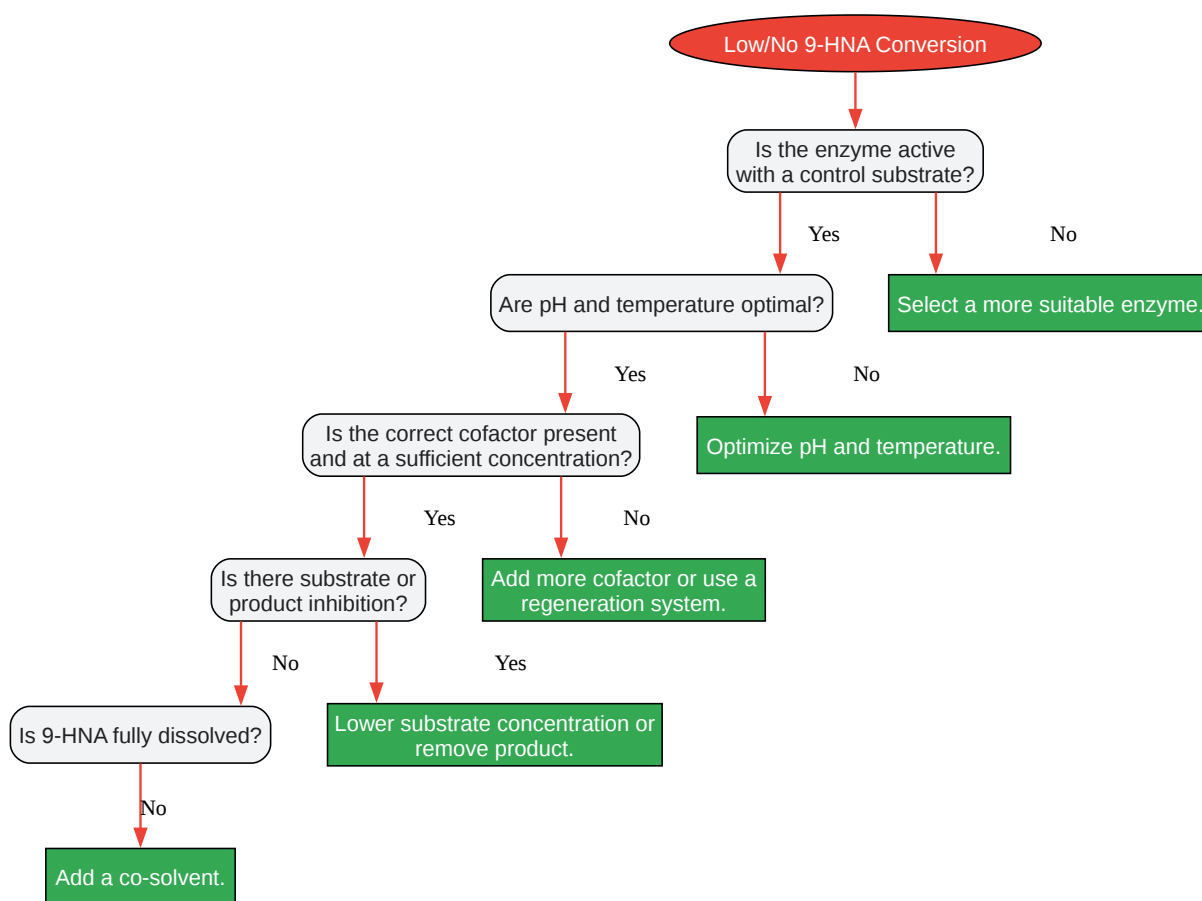 Low/No 9-HNA Conversion
Is the enzyme active
with a control substrate?
Yes
No
Are pH and temperature optimal?
Select a more suitable enzyme.
Yes
No
Is the correct cofactor present
and at a sufficient concentration?
Optimize pH and temperature.
Yes
No
Is there substrate or
product inhibition?
Add more cofactor or use a
regeneration system.
No
Yes
Is 9-HNA fully dissolved?
Lower substrate concentration or
remove product.
No
Add a co-solvent.